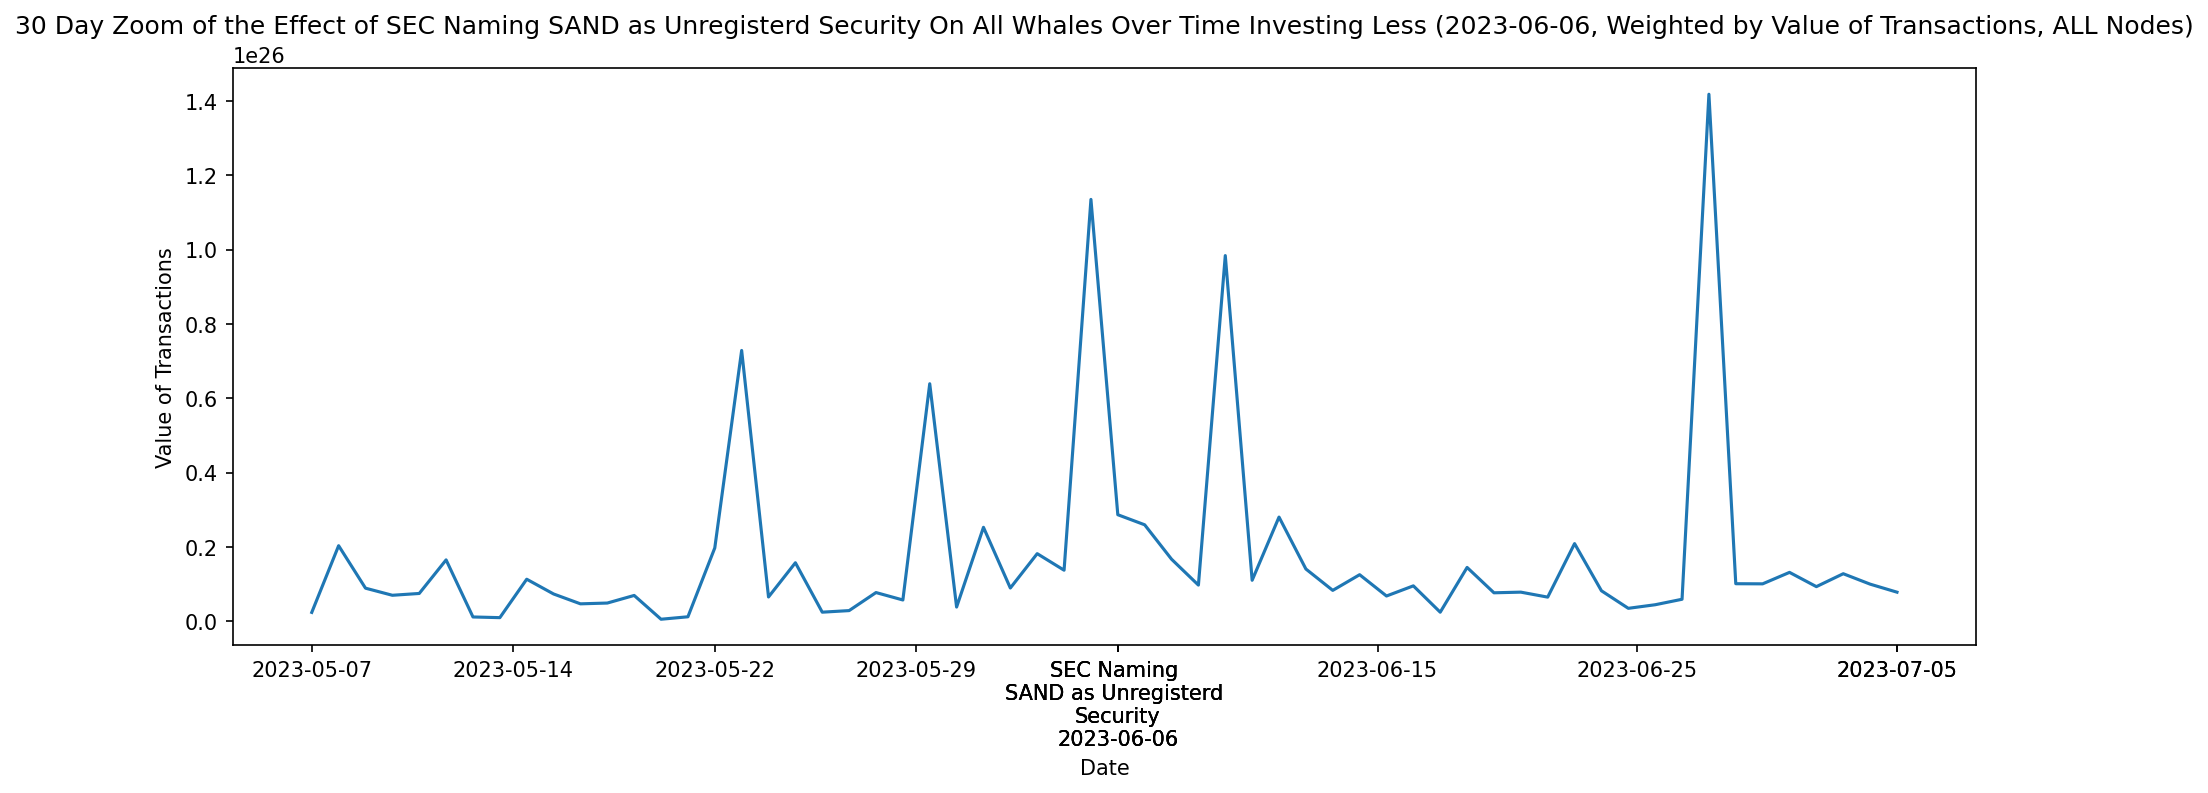 30 Day Zoom of the Effect of SEC Naming SAND as Unregisterd Security On All Whales Over Time Investing Less (2023-06-06, Weighted by Value of Transactions, ALL Nodes)
1e26
1.4
1.2
1.0
0.8
0.6
0.4
0.2
0.0
Value of Transactions
2023-05-07 2023-05-14 2023-05-22 2023-05-29 SEC Naming 2023-06-15 2023-06-25 2023-07-05
SAND as Unregisterd
Security
2023-06-06
Date